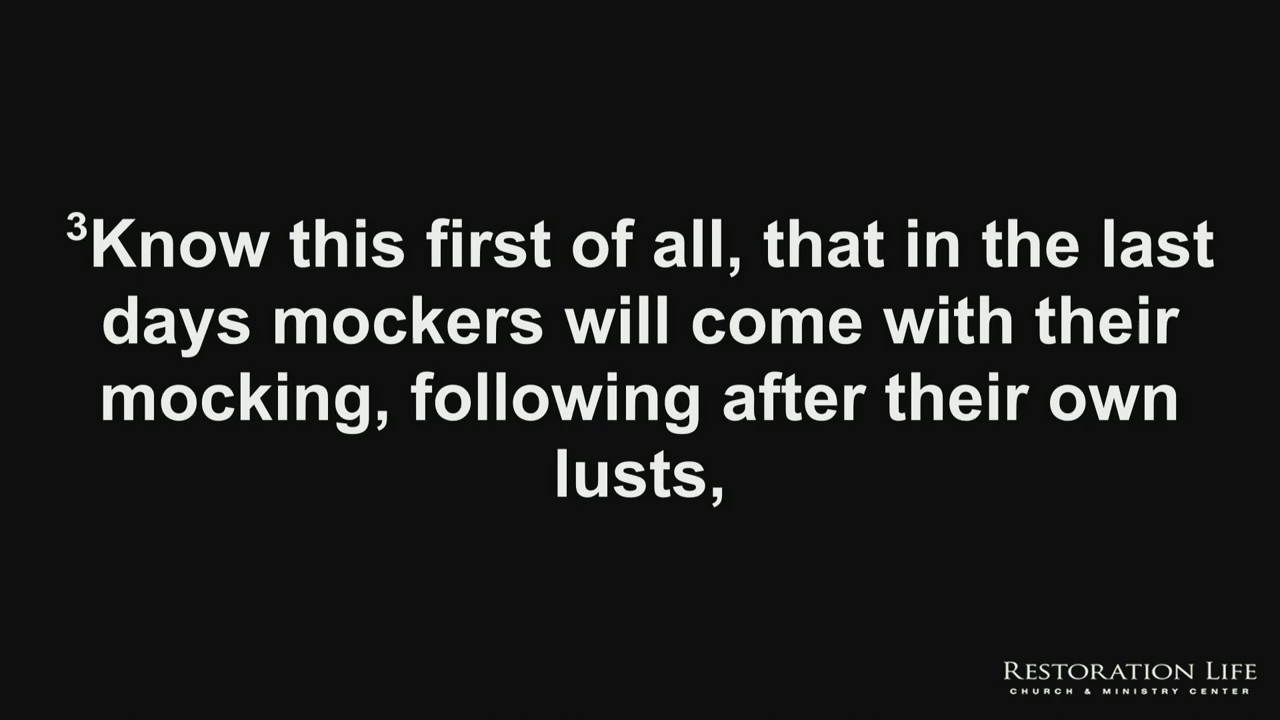 ³Know this first of all, that in the last
days mockers will come with their
mocking, following after their own
lusts,
RESTORATION LIFE
CHURCH & MINISTRY CENTER